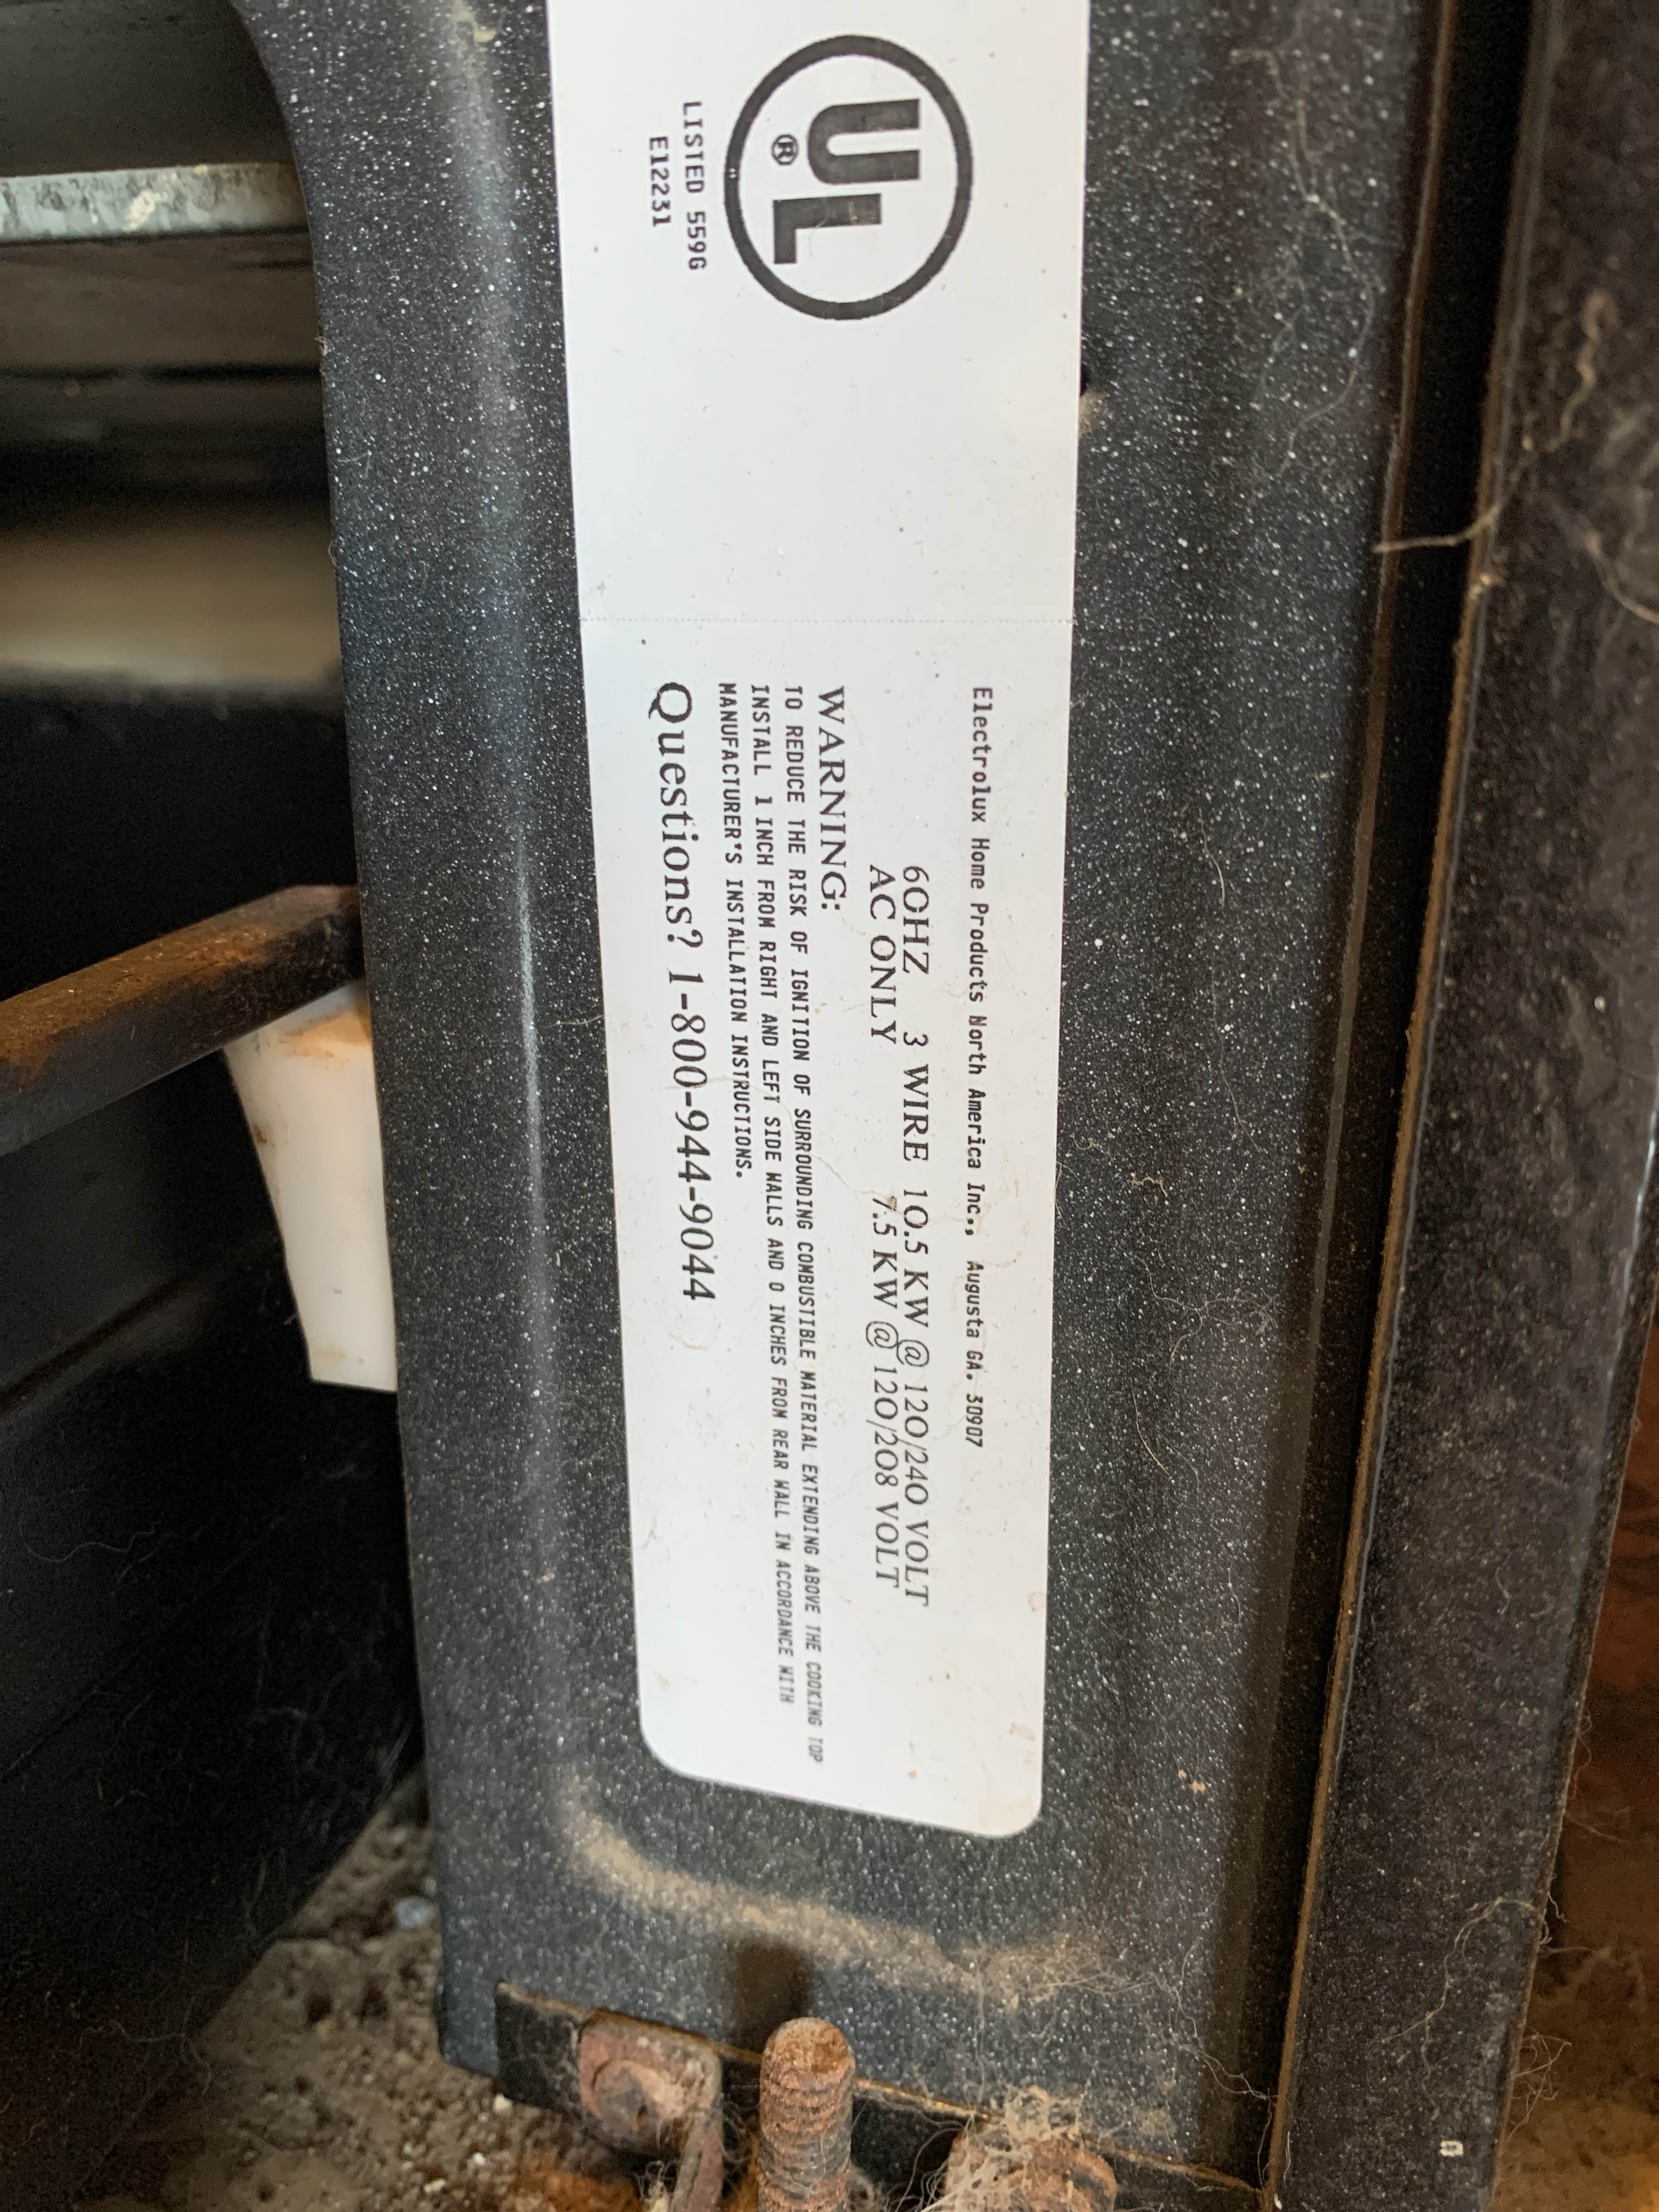 UL
®
LISTED 559G
E12231
Electrolux Home Products North America Inc., Augusta GA. 30907
60HZ 3 WIRE 10.5 KW @ 120/240 VOLT
AC ONLY 7.5 KW @ 120/208 VOLT
WARNING:
TO REDUCE THE RISK OF IGNITION OF SURROUNDING COMBUSTIBLE MATERIAL EXTENDING ABOVE THE COOKING TOP
INSTALL 1 INCH FROM RIGHT AND LEFT SIDE WALLS AND 0 INCHES FROM REAR WALL IN ACCORDANCE WITH
MANUFACTURER'S INSTALLATION INSTRUCTIONS.
Questions? 1-800-944-9044